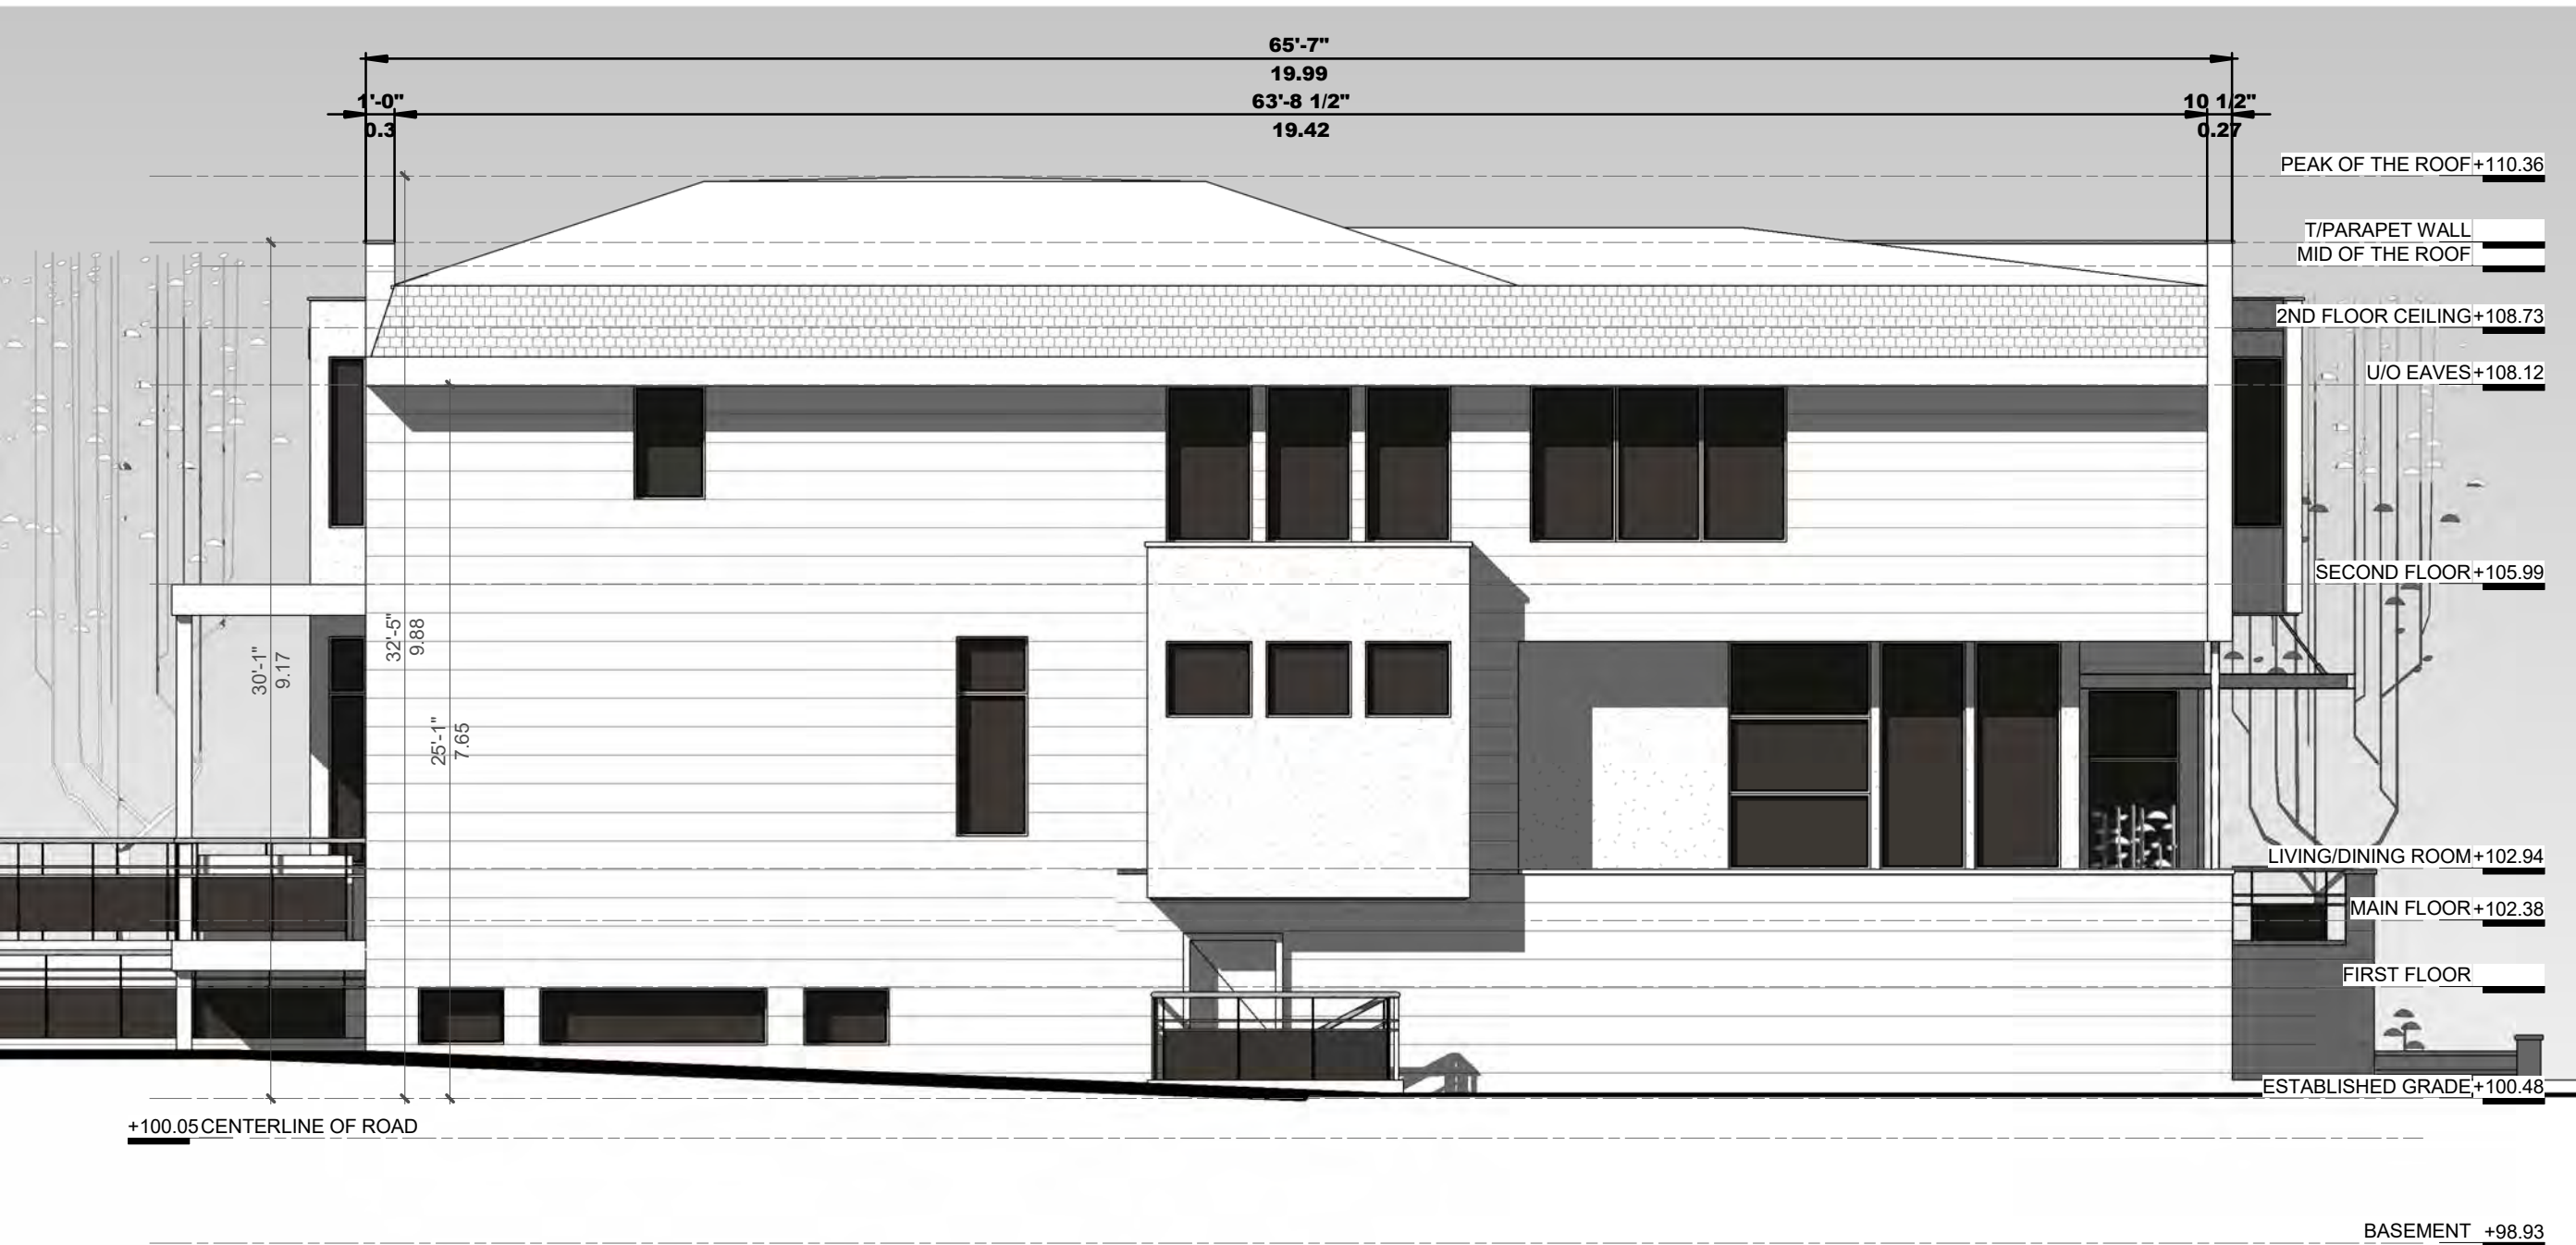 65'-7"
19.99
1'-0"
63'-8 1/2"
10 1/2"
0.3
19.42
0.27
PEAK OF THE ROOF +110.36
T/PARAPET WALL
MID OF THE ROOF
2ND FLOOR CEILING +108.73
U/O EAVES +108.12
SECOND FLOOR +105.99
32'-5"
9.88
30'-1"
9.17
25'-1"
7.65
LIVING/DINING ROOM +102.94
MAIN FLOOR +102.38
FIRST FLOOR
ESTABLISHED GRADE +100.48
+100.05 CENTERLINE OF ROAD
BASEMENT +98.93